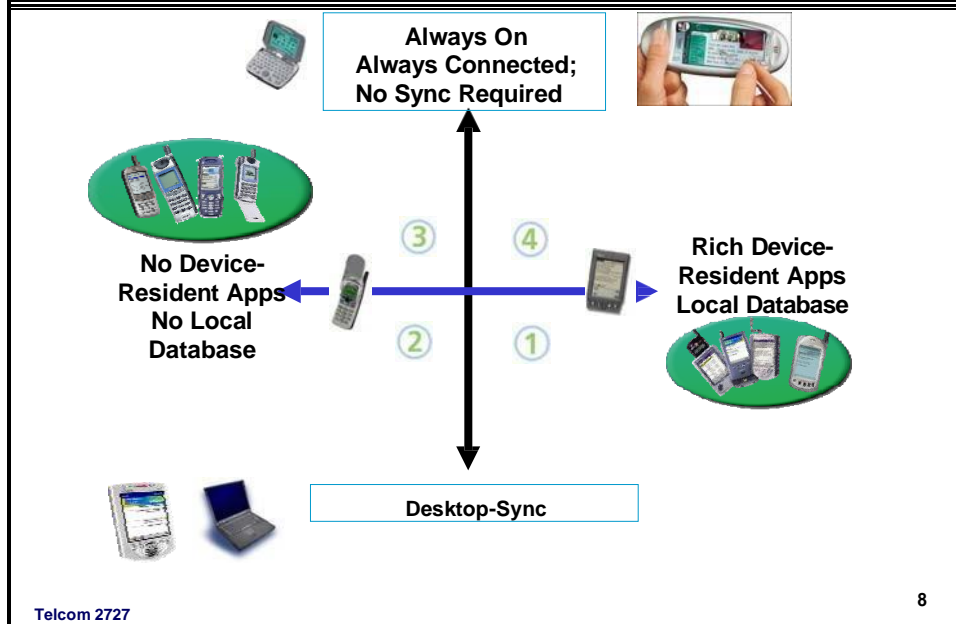 Always On
Always Connected;
No Sync Required
3
4
No Device-
Resident Apps
No Local
Database
Rich Device-
Resident Apps
Local Database
2
1
Desktop-Sync
Telcom 2727
8